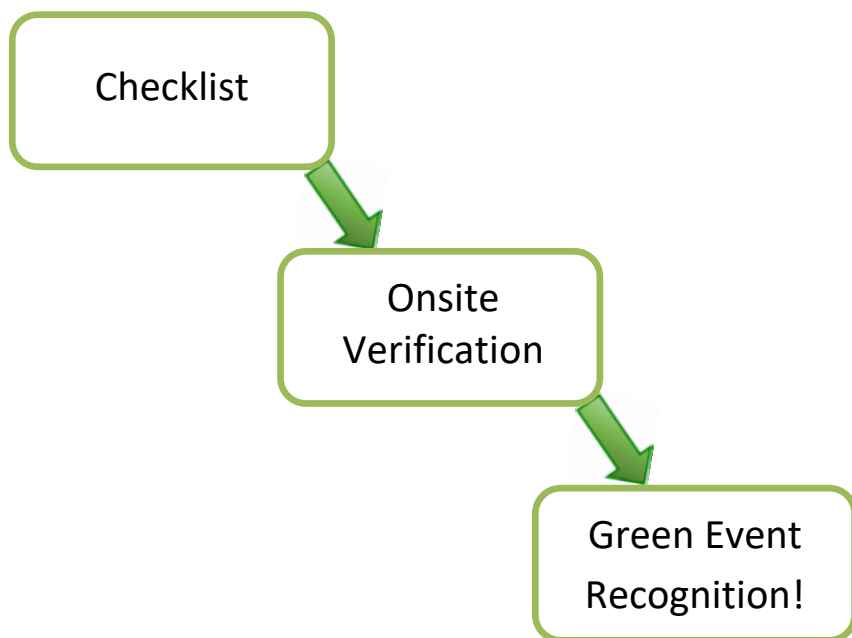 Checklist
Onsite
Verification
Green Event
Recognition!